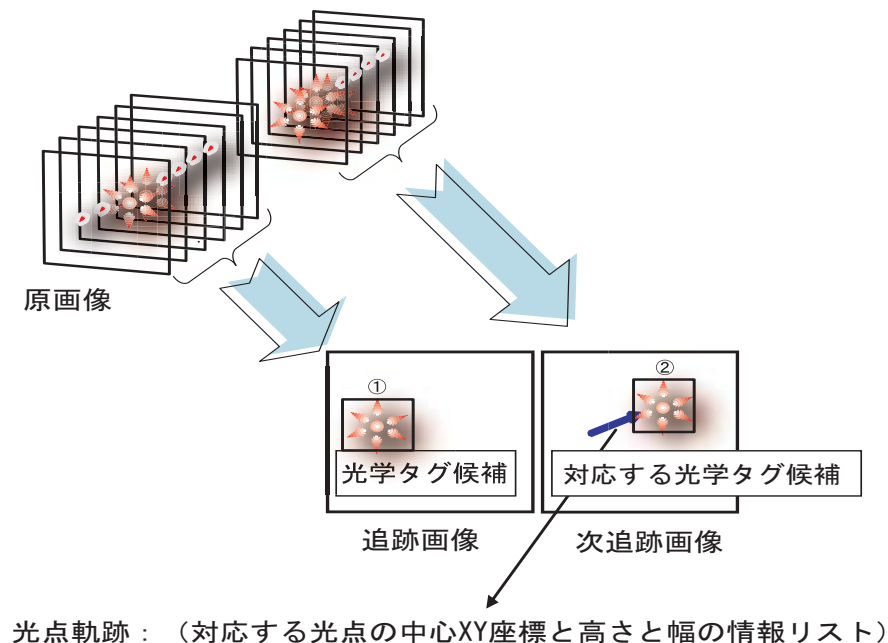 原画像
①
②
光学タグ候補
対応する光学タグ候補
追跡画像
次追跡画像
光点軌跡：（対応する光点の中心XY座標と高さと幅の情報リスト）